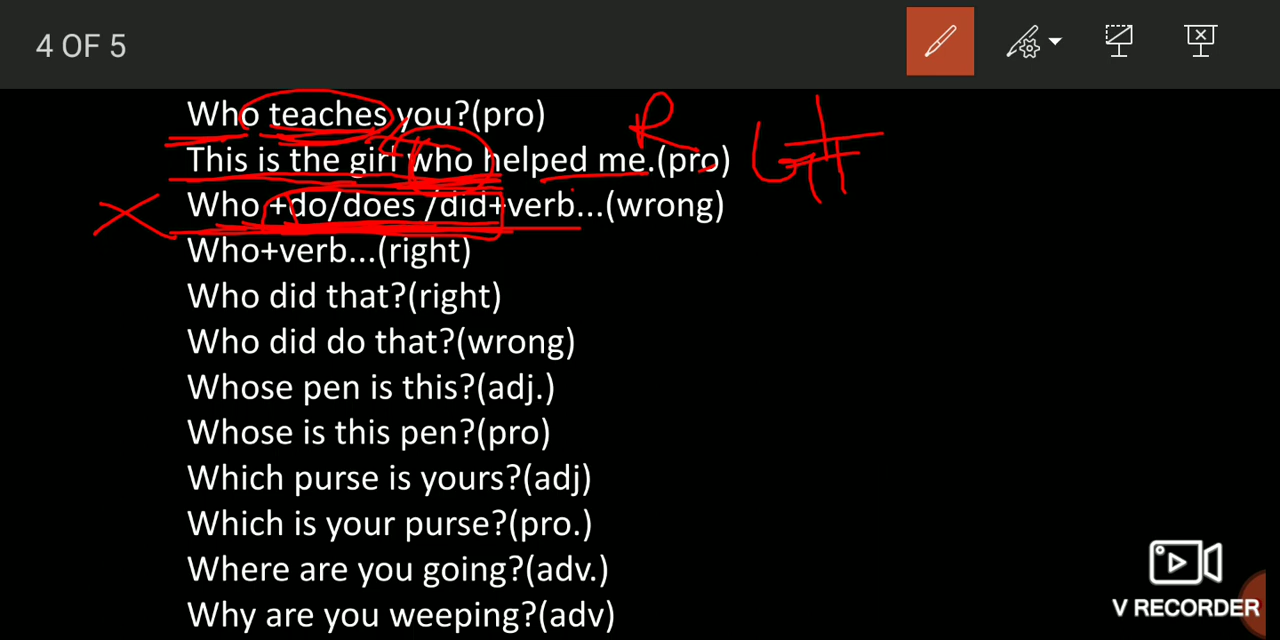 4 OF 5
Who teaches you?(pro)
R
This is the girl who helped me.(pro)
Who +do/does /did+verb...(wrong)
Who+verb...(right)
Who did that?(right)
Who did do that?(wrong)
Whose pen is this?(adj.)
Whose is this pen?(pro)
Which purse is yours?(adj)
Which is your purse?(pro.)
Where are you going?(adv.)
Why are you weeping?(adv)
V RECORDER